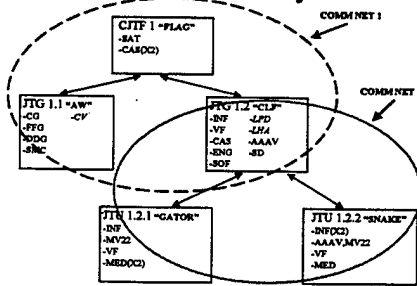 COMM NET 1
CJTF 1 "FLAG"
-SAT
-CAS(X2)
COMM NET
JTG 1.1 "AW"
-CG -CV
-FFG
-DDG
-SMC
JTG 1.2 "CLF"
-INF -LPD
-VF -LHA
-CAS -AAAV
-ENG -SD
-SOF
JTU 1.2.1 "GATOR"
-INF
-MV22
-VF
-MED(X2)
JTU 1.2.2 "SNAKE"
-INF(X2)
-AAAV,MV22
-VF
-MED